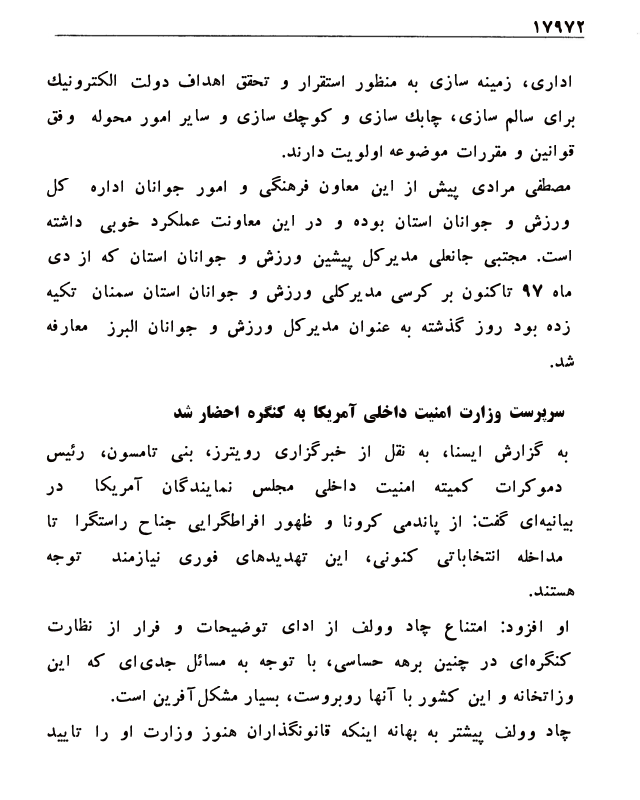 ۱۷۹۷۲
اداری، زمینه سازی به منظور استقرار و تحقق اهداف دولت الکترونیك
برای سالم سازی، چابك سازی و کوچك سازی و سایر امور محوله وفق
قوانین و مقررات موضوعه اولویت دارند.
مصطفی مرادی پیش از این معاون فرهنگی و امور جوانان اداره کل
ورزش و جوانان استان بوده و در این معاونت عملکرد خوبی داشته
است. مجتبی جانعلی مدیرکل پیشین ورزش و جوانان استان که از دی
ماه ۹۷ تاکنون بر کرسی مدیرکلی ورزش و جوانان استان سمنان تکیه
زده بود روز گذشته به عنوان مدیرکل ورزش و جوانان البرز معارفه
شد.
سرپرست وزارت امنیت داخلی آمریکا به کنگره احضار شد
به گزارش ایسنا، به نقل از خبرگزاری رویترز، بنی تامسون، رئیس
دموکرات کمیته امنیت داخلی مجلس نمایندگان آمریکا در
بیانیه‌ای گفت: از پاندمی کرونا و ظهور افراطگرایی جناح راستگرا تا
مداخله انتخاباتی کنونی، این تهدیدهای فوری نیازمند توجه
هستند.
او افزود: امتناع چاد وولف از ادای توضیحات و فرار از نظارت
کنگره‌ای در چنین برهه حساسی، با توجه به مسائل جدی‌ای که این
وزاتخانه و این کشور با آنها روبروست، بسیار مشکل‌آفرین است.
چاد وولف پیشتر به بهانه اینکه قانونگذاران هنوز وزارت او را تایید